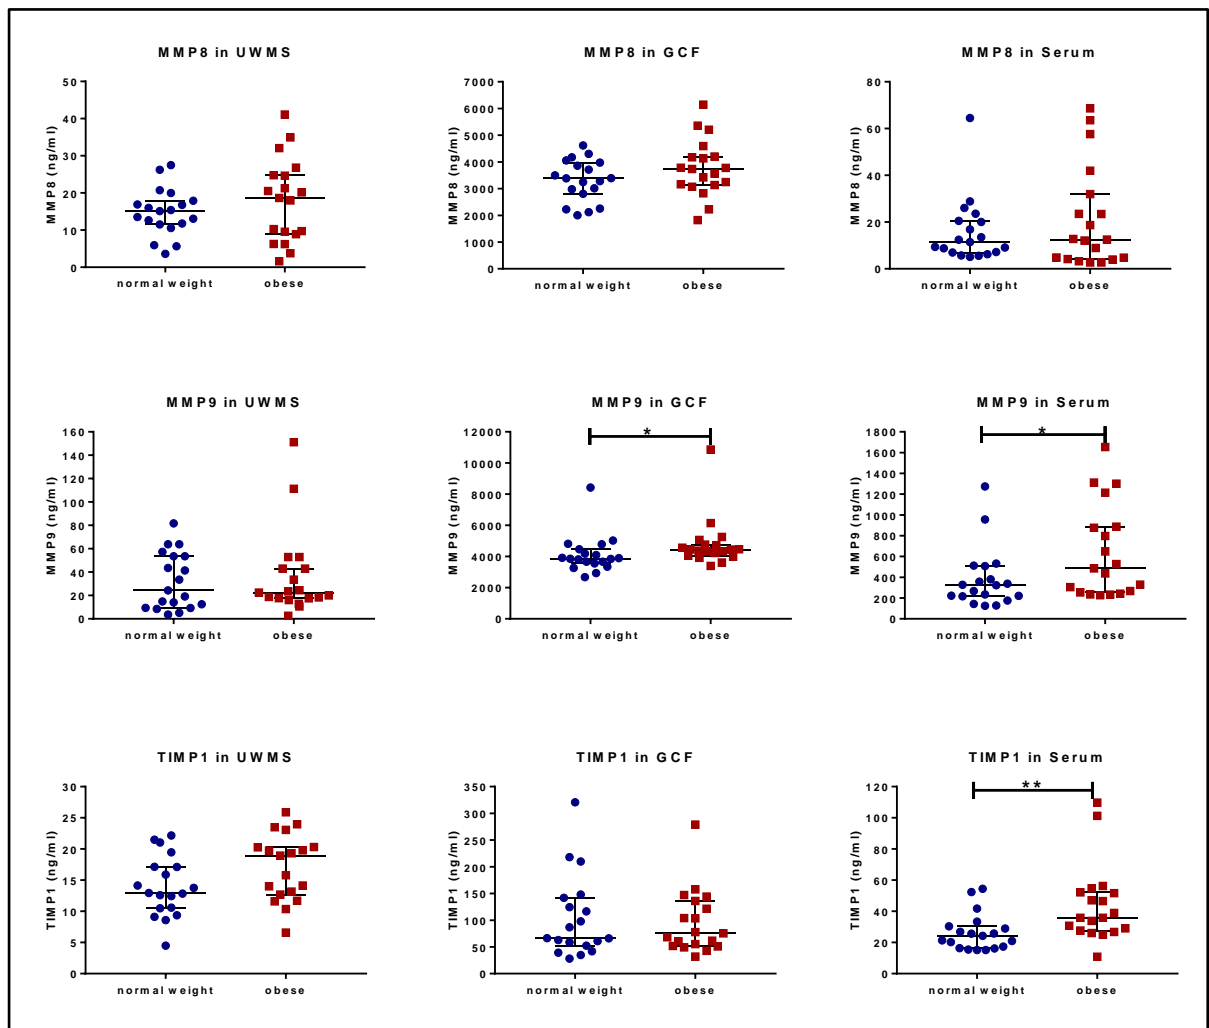 MMP8 in UWMS
MMP8 in GCF
MMP8 in Serum
MMP8 (ng/ml)
50
40
30
20
10
0
normal weight
obese
MMP8 (ng/ml)
7000
6000
5000
4000
3000
2000
1000
0
normal weight
obese
MMP8 (ng/ml)
80
60
40
20
0
normal weight
obese
MMP9 in UWMS
MMP9 in GCF
MMP9 in Serum
MMP9 (ng/ml)
160
140
120
100
80
60
40
20
0
normal weight
obese
MMP9 (ng/ml)
12000
10000
8000
6000
4000
2000
0
*
normal weight
obese
MMP9 (ng/ml)
1800
1600
1400
1200
1000
800
600
400
200
0
*
normal weight
obese
TIMP1 in UWMS
TIMP1 in GCF
TIMP1 in Serum
TIMP1 (ng/ml)
30
25
20
15
10
5
0
normal weight
obese
TIMP1 (ng/ml)
350
300
250
200
150
100
50
0
normal weight
obese
TIMP1 (ng/ml)
120
100
80
60
40
20
0
**
normal weight
obese